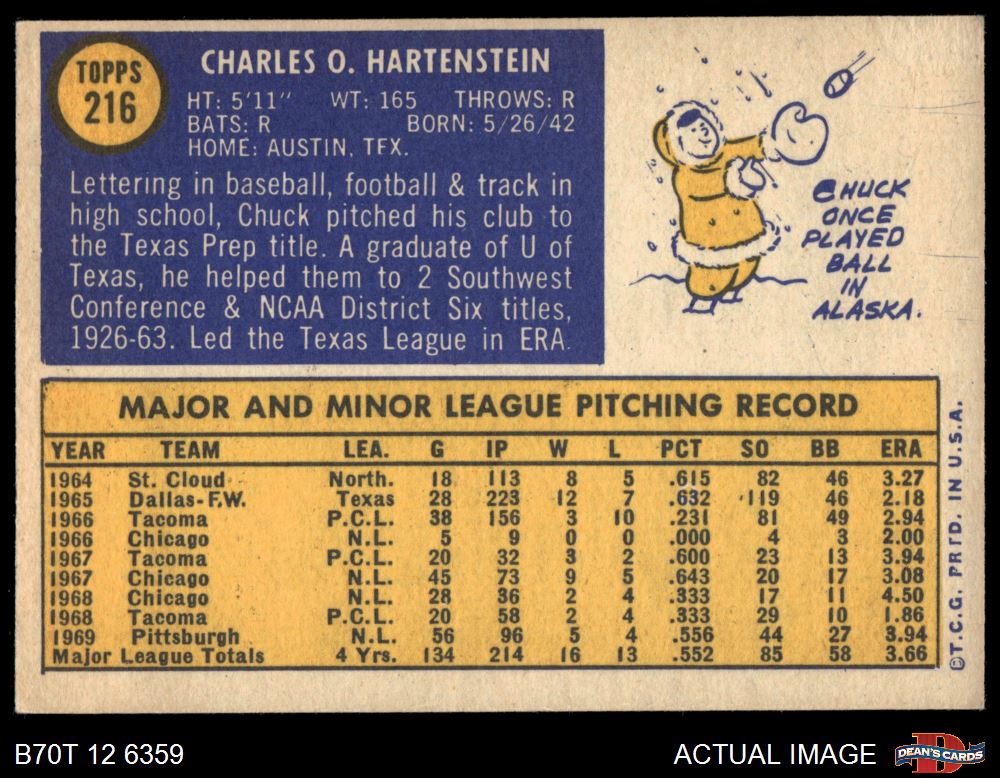 TOPPS
216
CHARLES O. HARTENSTEIN
HT: 5'11" WT: 165 THROWS: R
BATS: R BORN: 5/26/42
HOME: AUSTIN, TEX.
Lettering in baseball, football & track in
high school, Chuck pitched his club to
the Texas Prep title. A graduate of U of
Texas, he helped them to 2 Southwest
Conference & NCAA District Six titles,
1926-63. Led the Texas League in ERA.
CHUCK
ONCE
PLAYED
BALL
IN
ALASKA.
MAJOR AND MINOR LEAGUE PITCHING RECORD
YEAR TEAM LEA. G IP W L PCT SO BB ERA
1964 St. Cloud North. 18 113 8 5 .615 82 46 3.27
1965 Dallas-F.W. Texas 28 223 12 7 .632 119 46 2.18
1966 Tacoma P.C.L. 38 156 3 10 .231 81 49 2.94
1966 Chicago N.L. 5 9 0 0 .000 4 3 2.00
1967 Tacoma P.C.L. 20 32 3 2 .600 23 13 3.94
1967 Chicago N.L. 45 73 9 5 .643 20 17 3.08
1968 Chicago N.L. 28 36 2 4 .333 17 11 4.50
1968 Tacoma P.C.L. 20 58 2 4 .333 29 10 1.86
1969 Pittsburgh N.L. 56 96 5 4 .556 44 27 3.94
Major League Totals 4 Yrs. 134 214 16 13 .552 85 58 3.66
©T.C.G. PRTD. IN U.S.A.
B70T 12 6359
ACTUAL IMAGE
D
DEAN'S CARDS